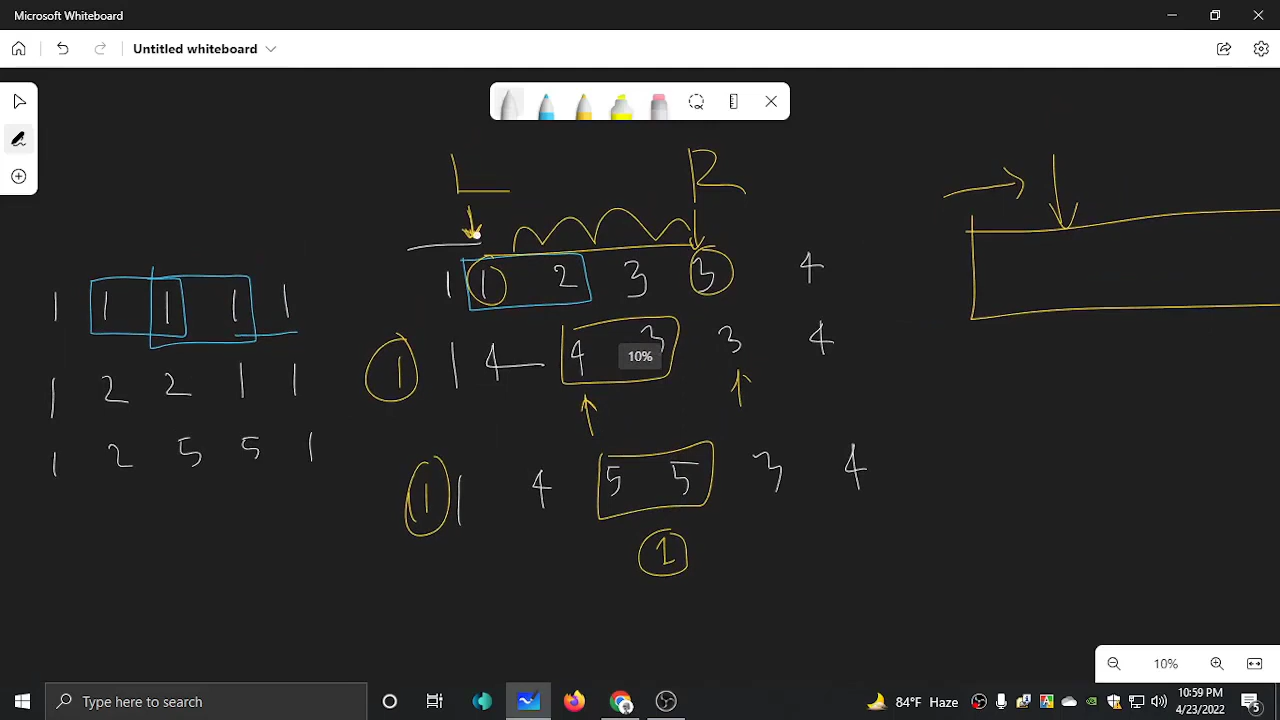 Microsoft Whiteboard
Untitled whiteboard
L R
1 1 2 3 3 4
1 1 1 1 1
1 1 4 4 3 3 4
10%
1 2 2 1 1
1 2 5 5 1
1 1 4 5 5 3 4
1
10%
Type here to search
84°F Haze
10:59 PM
4/23/2022
5